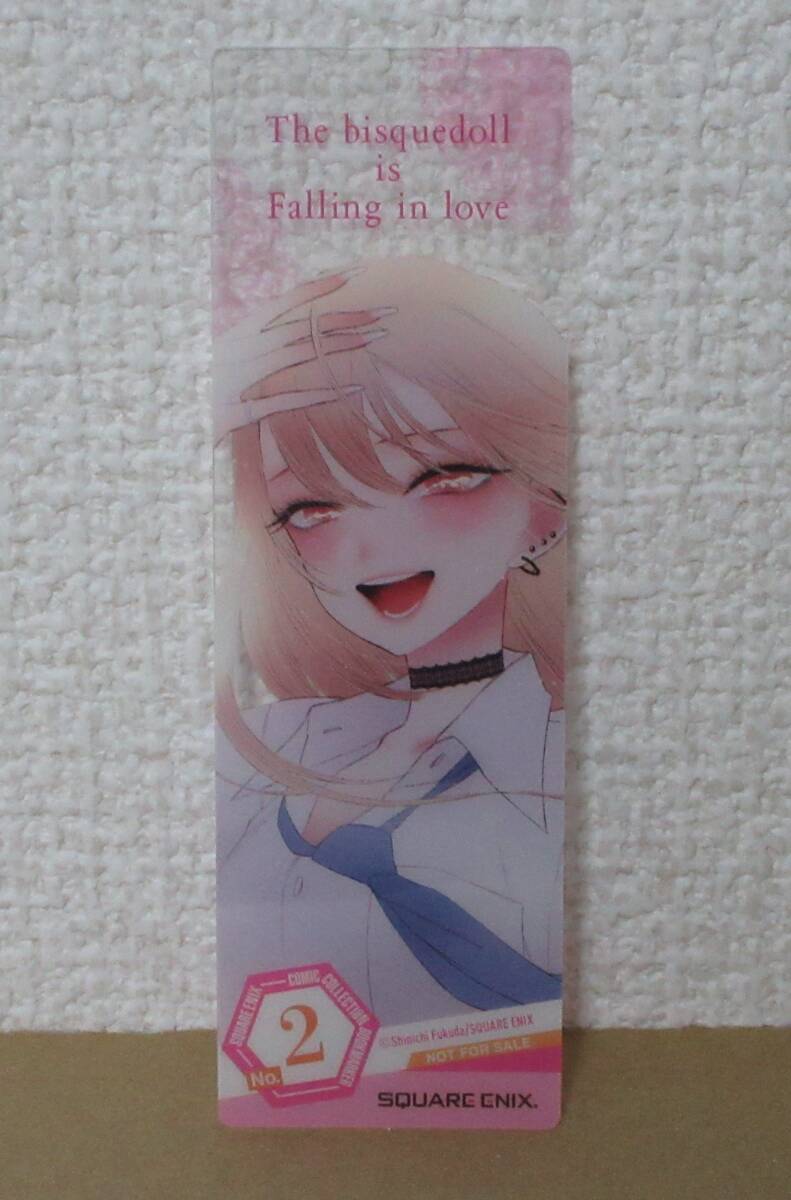 The bisquedoll
is
Falling in love
SQUARE ENIX
COMIC COLLECTION
No.
2
©Shinichi Fukuda/SQUARE ENIX
NOT FOR SALE
SQUARE ENIX.